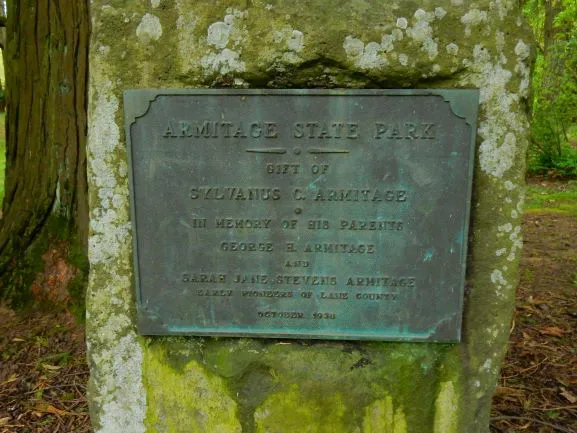 ARMITAGE STATE PARK
GIFT OF
SYLVANUS C. ARMITAGE
IN MEMORY OF HIS PARENTS
GEORGE H. ARMITAGE
AND
SARAH JANE STEVENS ARMITAGE
EARLY PIONEERS OF LANE COUNTY
OCTOBER 1938